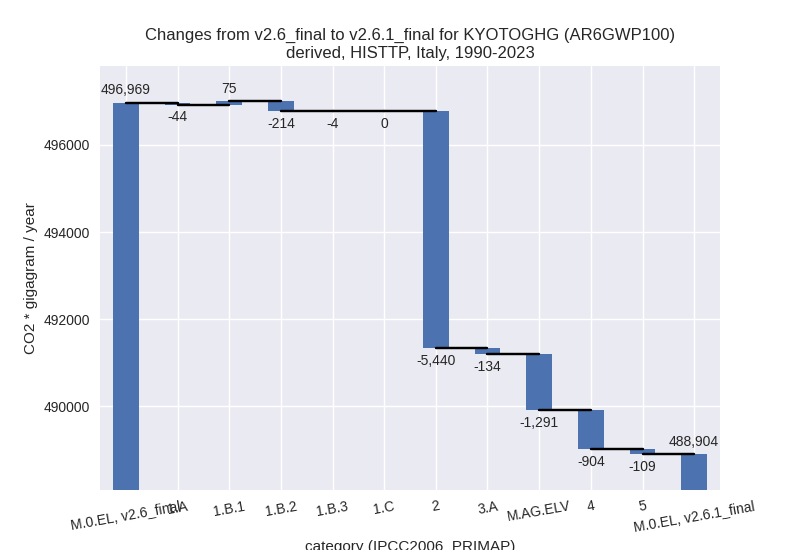 Changes from v2.6_final to v2.6.1_final for KYOTOGHG (AR6GWP100)
derived, HISTTP, Italy, 1990-2023
496,969
-44
75
-214
-4
0
-5,440
-134
-1,291
-904
-109
488,904
496000
494000
492000
490000
CO2 * gigagram / year
M.0.EL, v2.6_final
1.A
1.B.1
1.B.2
1.B.3
1.C
2
3.A
M.AG.ELV
4
5
M.0.EL, v2.6.1_final
category (IPCC2006_PRIMAP)